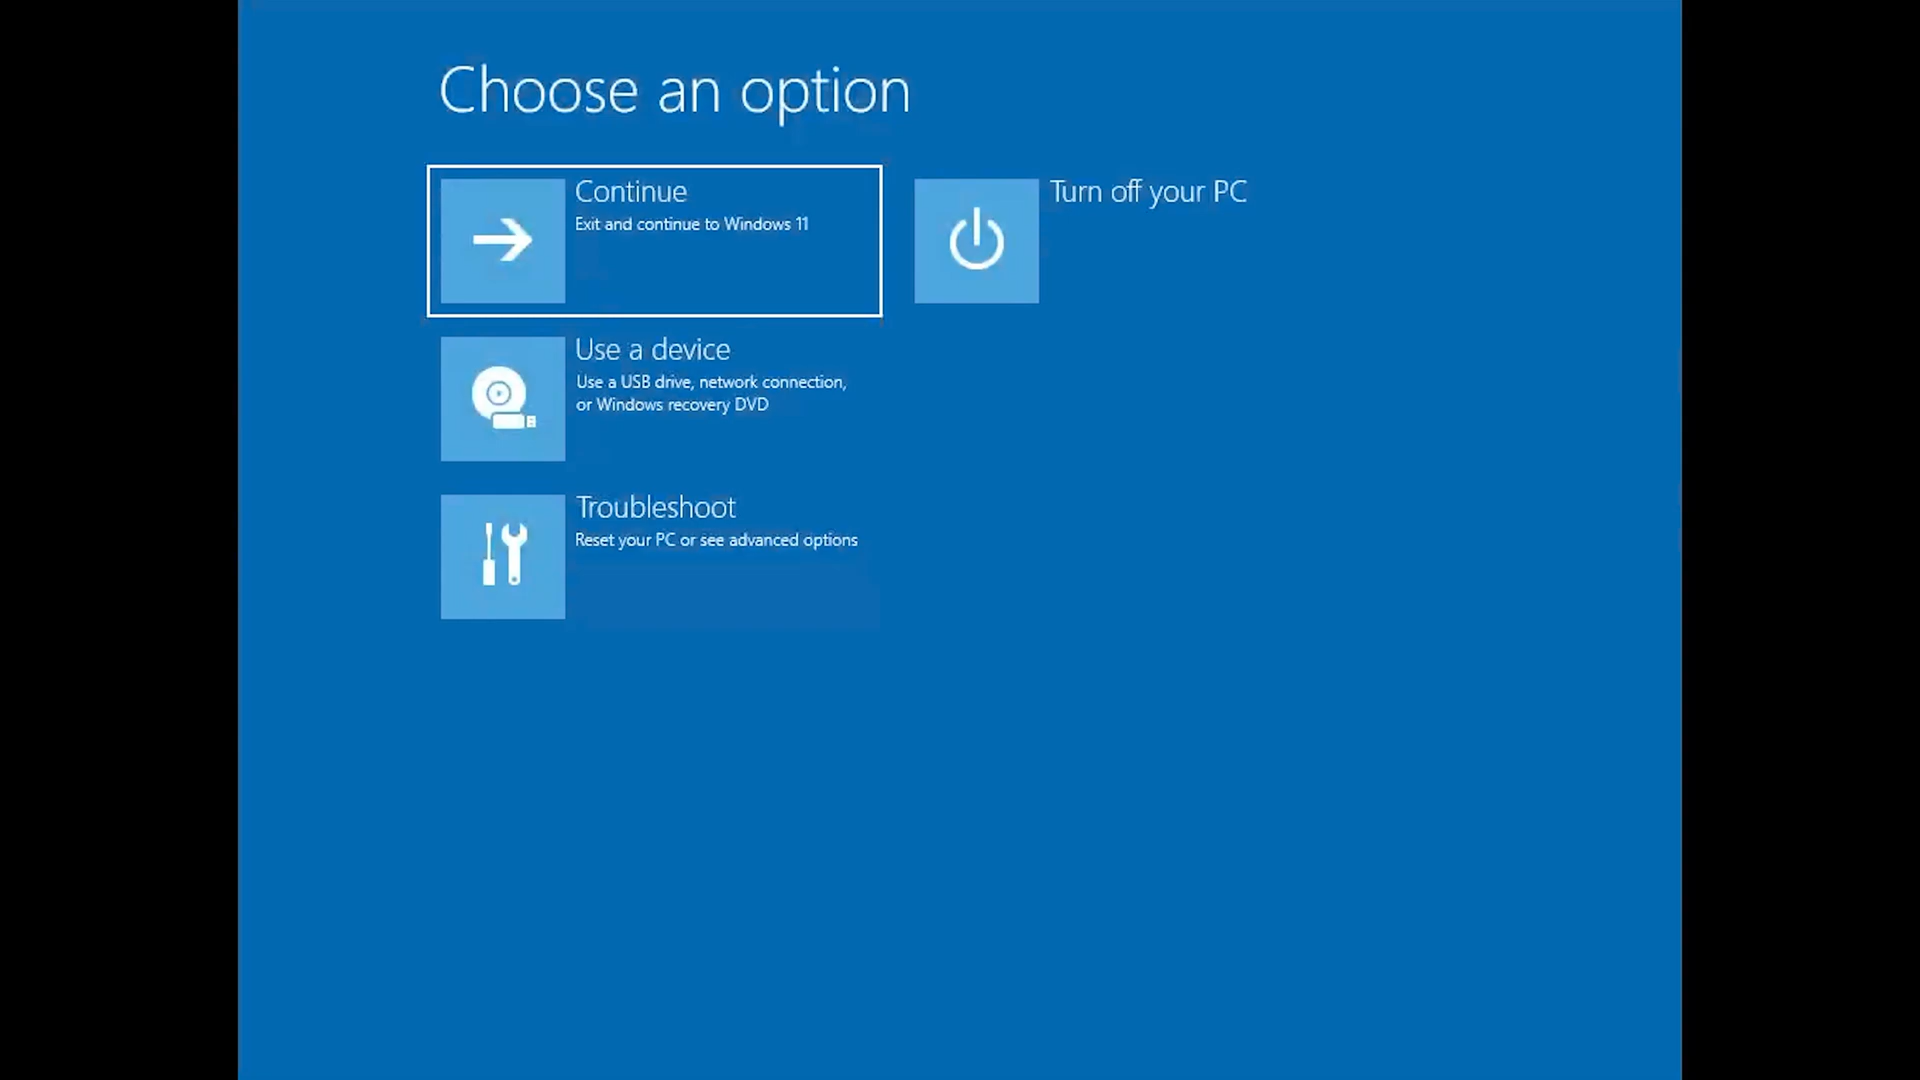 Choose an option
Continue
Exit and continue to Windows 11
Turn off your PC
Use a device
Use a USB drive, network connection,
or Windows recovery DVD
Troubleshoot
Reset your PC or see advanced options